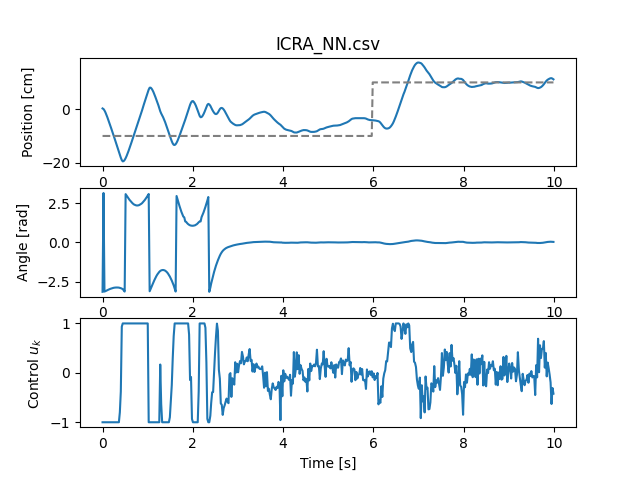 ICRA_NN.csv
Position [cm]
0
−20
0 2 4 6 8 10
Angle [rad]
2.5
0.0
−2.5
0 2 4 6 8 10
Control u_k
1
0
−1
0 2 4 6 8 10
Time [s]